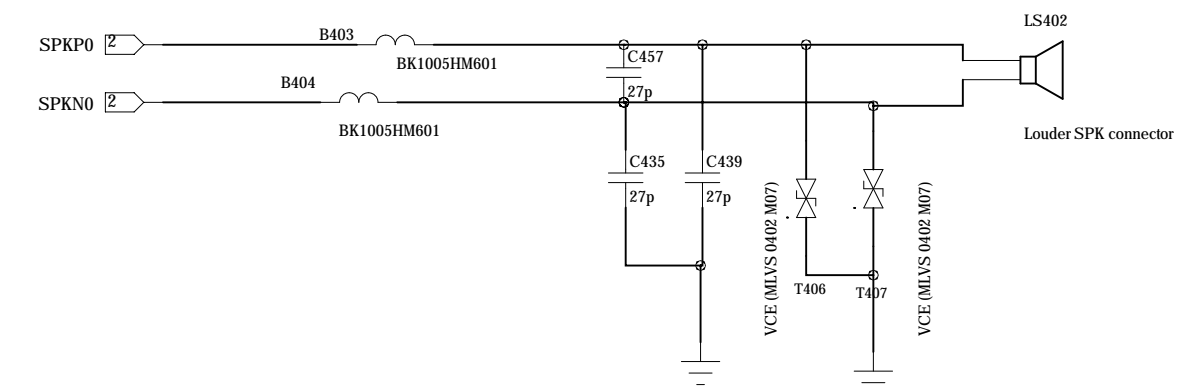 LS402
SPKP0
2
B403
BK1005HM601
C457
27p
B404
SPKN0
2
BK1005HM601
Louder SPK connector
C435
27p
C439
27p
VCE (MLVS 0402 M07)
T406
T407
VCE (MLVS 0402 M07)